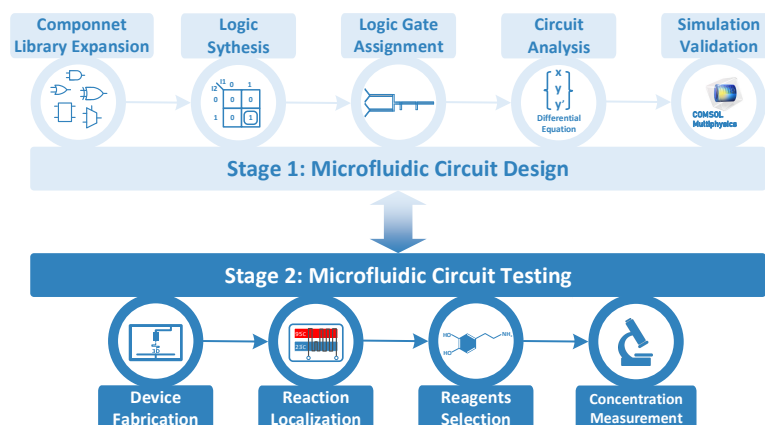 Componnet
Library Expansion
Logic
Sythesis
Logic Gate
Assignment
Circuit
Analysis
Simulation
Validation
I1
0 1
I2
0 0 0
1 0 1
x
y
y'
Differential
Equation
COMSOL
Multiphysics
Stage 1: Microfluidic Circuit Design
Stage 2: Microfluidic Circuit Testing
3D
95C
23C
HO
HO
NH₂
Device
Fabrication
Reaction
Localization
Reagents
Selection
Concentration
Measurement